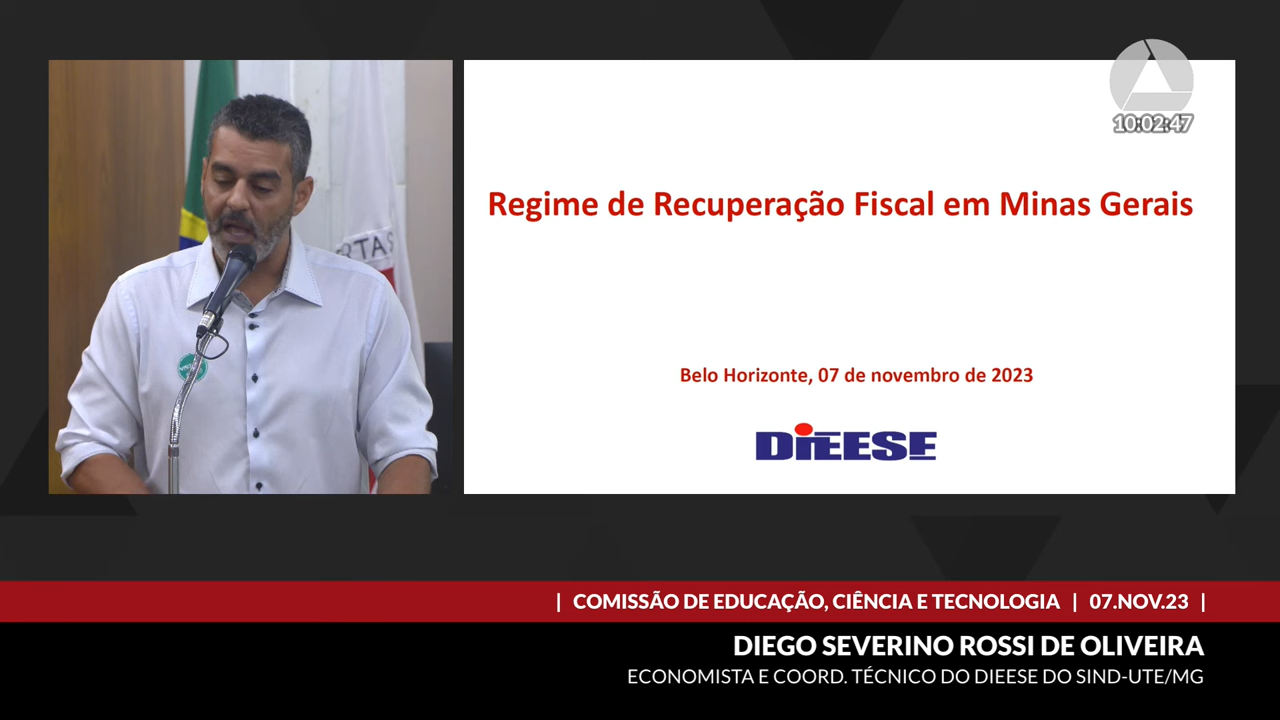 10:02:47
Regime de Recuperação Fiscal em Minas Gerais
RTAS
Belo Horizonte, 07 de novembro de 2023
DIEESE
| COMISSÃO DE EDUCAÇÃO, CIÊNCIA E TECNOLOGIA | 07.NOV.23 |
DIEGO SEVERINO ROSSI DE OLIVEIRA
ECONOMISTA E COORD. TÉCNICO DO DIEESE DO SIND-UTE/MG